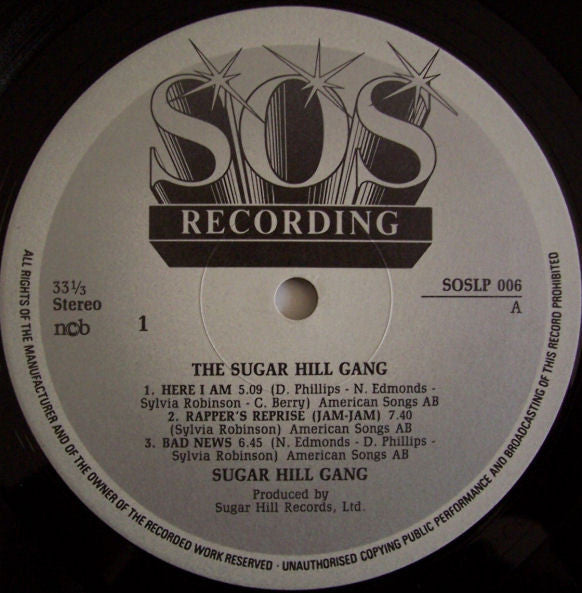 SOS
RECORDING
33⅓
Stereo
ncb
1
SOSLP 006
A
THE SUGAR HILL GANG
1. HERE I AM 5.09 (D. Phillips - N. Edmonds -
Sylvia Robinson - C. Berry) American Songs AB
2. RAPPER'S REPRISE (JAM-JAM) 7.40
(Sylvia Robinson) American Songs AB
3. BAD NEWS 6.45 (N. Edmonds - D. Phillips -
Sylvia Robinson) American Songs AB
SUGAR HILL GANG
Produced by
Sugar Hill Records, Ltd.
ALL RIGHTS OF THE MANUFACTURER AND OF THE OWNER OF THE RECORDED WORK RESERVED · UNAUTHORISED COPYING PUBLIC PERFORMANCE AND BROADCASTING OF THIS RECORD PROHIBITED